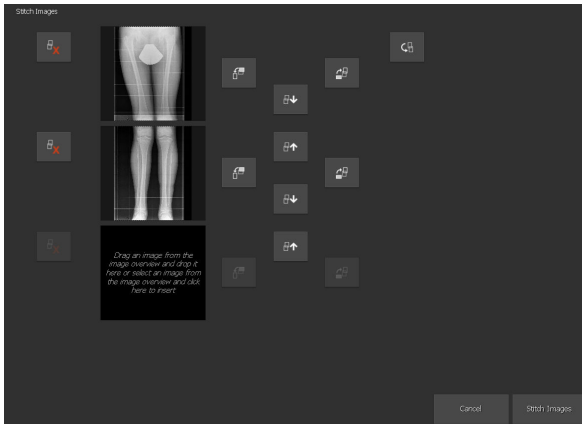 Stitch Images
Drag an image from the
image overview and drop it
here or select an image from
the image overview and click
here to insert
Cancel
Stitch Images